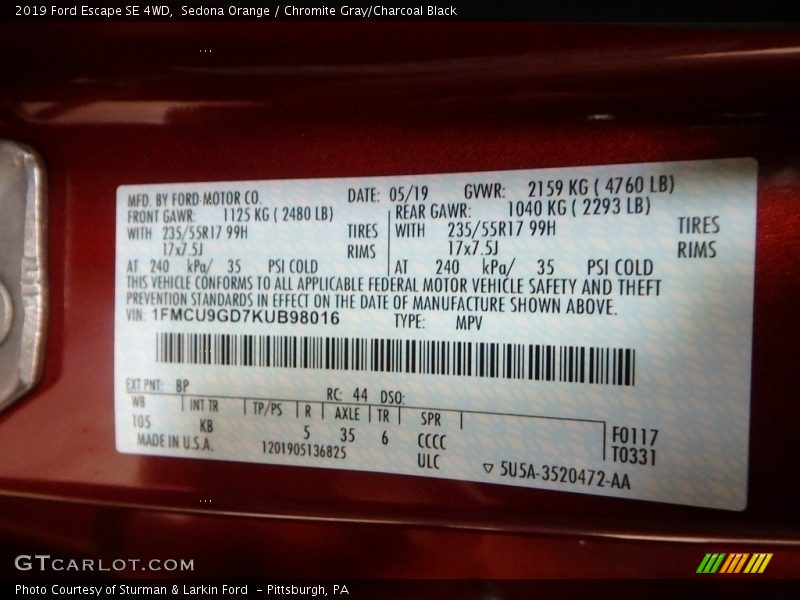 2019 Ford Escape SE 4WD,  Sedona Orange / Chromite Gray/Charcoal Black
...
MFD. BY FORD MOTOR CO. DATE: 05/19 GVWR: 2159 KG ( 4760 LB)
FRONT GAWR: 1125 KG ( 2480 LB) REAR GAWR: 1040 KG ( 2293 LB)
WITH 235/55R17 99H TIRES WITH 235/55R17 99H TIRES
17x7.5J RIMS 17x7.5J RIMS
AT 240 kPa/ 35 PSI COLD AT 240 kPa/ 35 PSI COLD
THIS VEHICLE CONFORMS TO ALL APPLICABLE FEDERAL MOTOR VEHICLE SAFETY AND THEFT
PREVENTION STANDARDS IN EFFECT ON THE DATE OF MANUFACTURE SHOWN ABOVE.
VIN: 1FMCU9GD7KUB98016 TYPE: MPV
EXT PNT: BP RC: 44 DSO:
WB INT TR TP/PS R AXLE TR SPR
105 KB 5 35 6 CCCC F0117
MADE IN U.S.A. 1201905136825 ULC T0331
5U5A-3520472-AA
...
GTCARLOT.COM
Photo Courtesy of Sturman & Larkin Ford  - Pittsburgh, PA